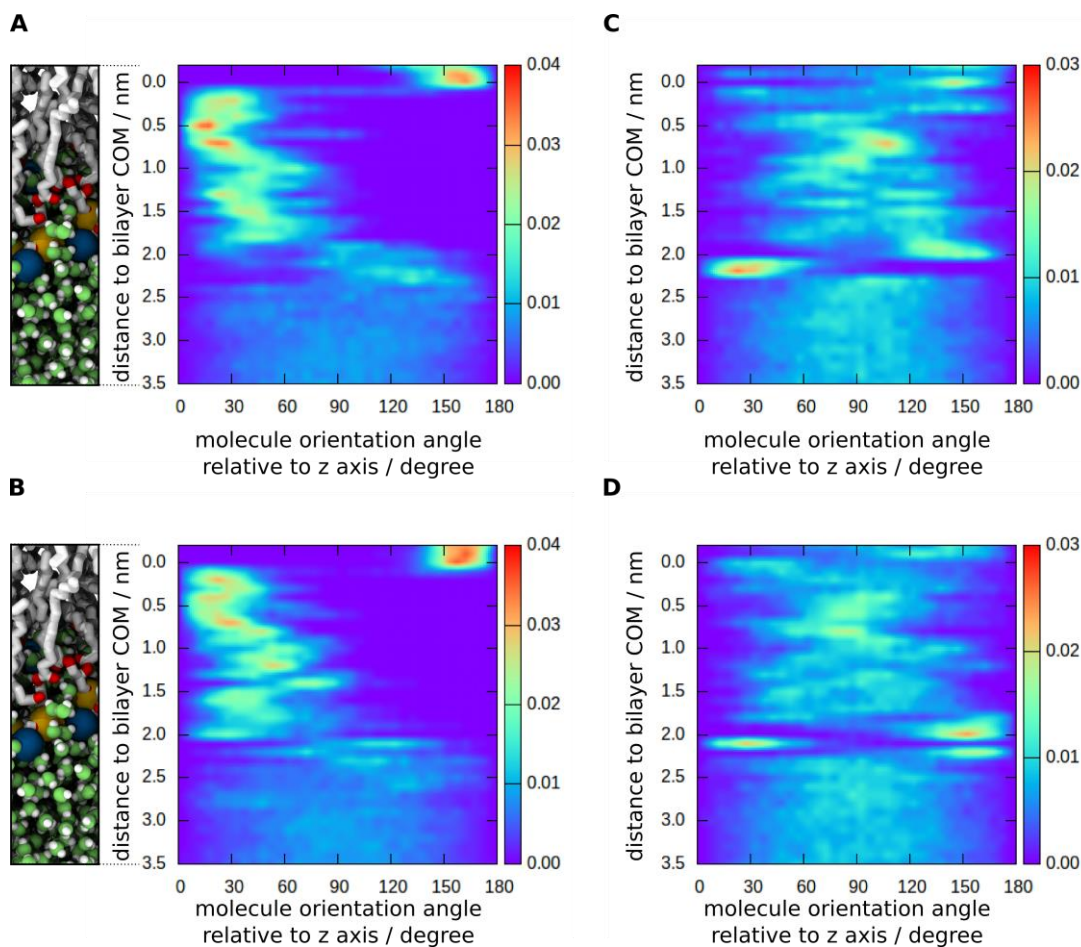 A
distance to bilayer COM / nm
0.0
0.5
1.0
1.5
2.0
2.5
3.0
3.5
0 30 60 90 120 150 180
0.04
0.03
0.02
0.01
0.00
molecule orientation angle
relative to z axis / degree
C
distance to bilayer COM / nm
0.0
0.5
1.0
1.5
2.0
2.5
3.0
3.5
0 30 60 90 120 150 180
0.03
0.02
0.01
0.00
molecule orientation angle
relative to z axis / degree
B
distance to bilayer COM / nm
0.0
0.5
1.0
1.5
2.0
2.5
3.0
3.5
0 30 60 90 120 150 180
0.04
0.03
0.02
0.01
0.00
molecule orientation angle
relative to z axis / degree
D
distance to bilayer COM / nm
0.0
0.5
1.0
1.5
2.0
2.5
3.0
3.5
0 30 60 90 120 150 180
0.03
0.02
0.01
0.00
molecule orientation angle
relative to z axis / degree